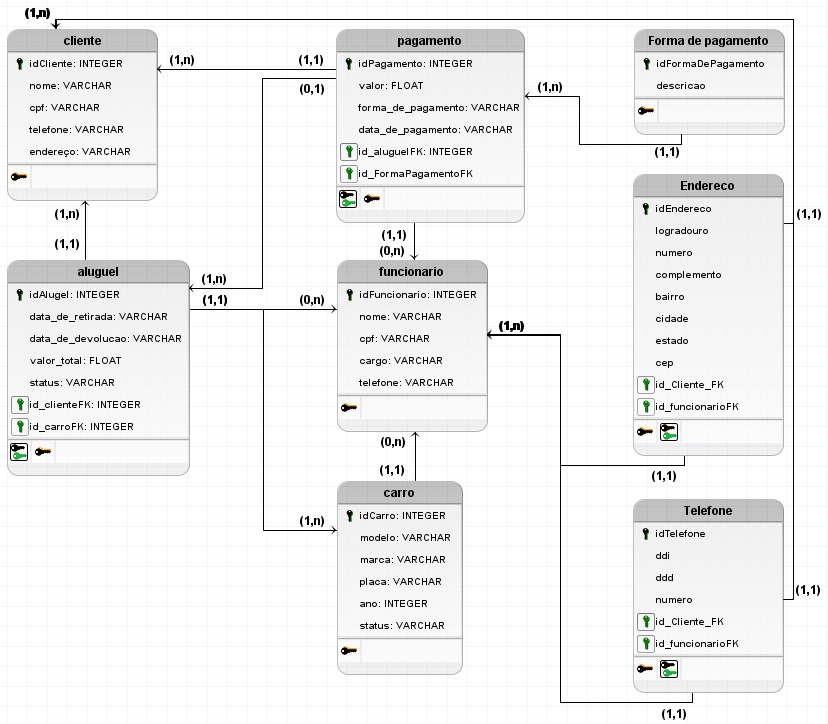 (1,n)
cliente
idCliente: INTEGER
nome: VARCHAR
cpf: VARCHAR
telefone: VARCHAR
endereço: VARCHAR
(1,n)
(1,1)
(0,1)
pagamento
idPagamento: INTEGER
valor: FLOAT
forma_de_pagamento: VARCHAR
data_de_pagamento: VARCHAR
id_aluguelFK: INTEGER
id_FormaPagamentoFK
(1,n)
Forma de pagamento
idFormaDePagamento
descricao
(1,1)
Endereco
idEndereco
logradouro
numero
complemento
bairro
cidade
estado
cep
id_Cliente_FK
id_funcionarioFK
(1,1)
(1,1)
(1,n)
(1,1)
aluguel
idAlugel: INTEGER
data_de_retirada: VARCHAR
data_de_devolucao: VARCHAR
valor_total: FLOAT
status: VARCHAR
id_clienteFK: INTEGER
id_carroFK: INTEGER
(1,n)
(1,1)
(0,n)
(1,1)
(0,n)
funcionario
idFuncionario: INTEGER
nome: VARCHAR
cpf: VARCHAR
cargo: VARCHAR
telefone: VARCHAR
(1,n)
(0,n)
(1,1)
(1,n)
carro
idCarro: INTEGER
modelo: VARCHAR
marca: VARCHAR
placa: VARCHAR
ano: INTEGER
status: VARCHAR
Telefone
idTelefone
ddi
ddd
numero
id_Cliente_FK
id_funcionarioFK
(1,1)
(1,1)